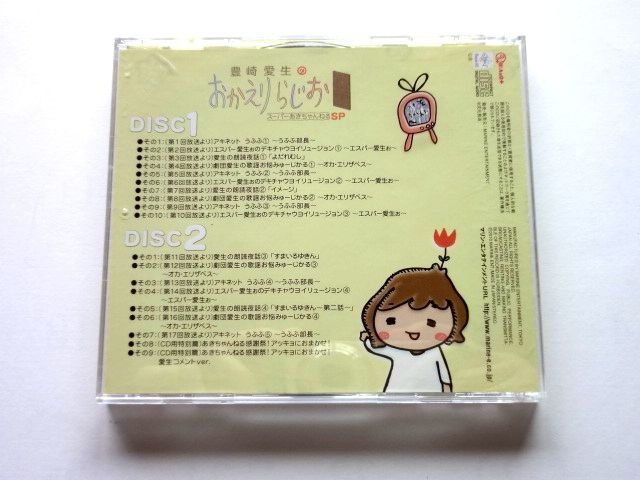 豊崎愛生の
おかえりらじお
スーパーあきちゃんねるSP
DISC1
●その1:(第1回放送より)アキネット うふふ① ～うふふ部長～
●その2:(第2回放送より)エスパー愛生ぉのデキチャウヨイリュージョン① ～エスパー愛生ぉ～
●その3:(第3回放送より)愛生の朗読夜話①「よだれむし」
●その4:(第4回放送より)劇団愛生の歌謡お悩みゅーじかる① ～オカ・エリザベス～
●その5:(第5回放送より)アキネット うふふ② ～うふふ部長～
●その6:(第6回放送より)エスパー愛生ぉのデキチャウヨイリュージョン② ～エスパー愛生ぉ～
●その7:(第7回放送より)愛生の朗読夜話②「イメージ」
●その8:(第8回放送より)劇団愛生の歌謡お悩みゅーじかる② ～オカ・エリザベス～
●その9:(第9回放送より)アキネット うふふ③ ～うふふ部長～
●その10:(第10回放送より)エスパー愛生ぉのデキチャウヨイリュージョン③ ～エスパー愛生ぉ～
DISC2
●その1:(第11回放送より)愛生の朗読夜話③「すまいるゆきん」
●その2:(第12回放送より)劇団愛生の歌謡お悩みゅーじかる③
～オカ・エリザベス～
●その3:(第13回放送より)アキネット うふふ④ ～うふふ部長～
●その4:(第14回放送より)エスパー愛生ぉのデキチャウヨイリュージョン④
～エスパー愛生ぉ～
●その5:(第15回放送より)愛生の朗読夜話④「すまいるゆきん～第二話～」
●その6:(第16回放送より)劇団愛生の歌謡お悩みゅーじかる④
～オカ・エリザベス～
●その7:(第17回放送より)アキネット うふふ⑤ ～うふふ部長～
●その8:(CD用特別篇)あきちゃんねる感謝祭!アッキョにおまかせ!
●その9:(CD用特別篇)あきちゃんねる感謝祭!アッキョにおまかせ!
愛生コメントver.
マリン・エンタテインメント・URL http://www.marine-e.co.jp/